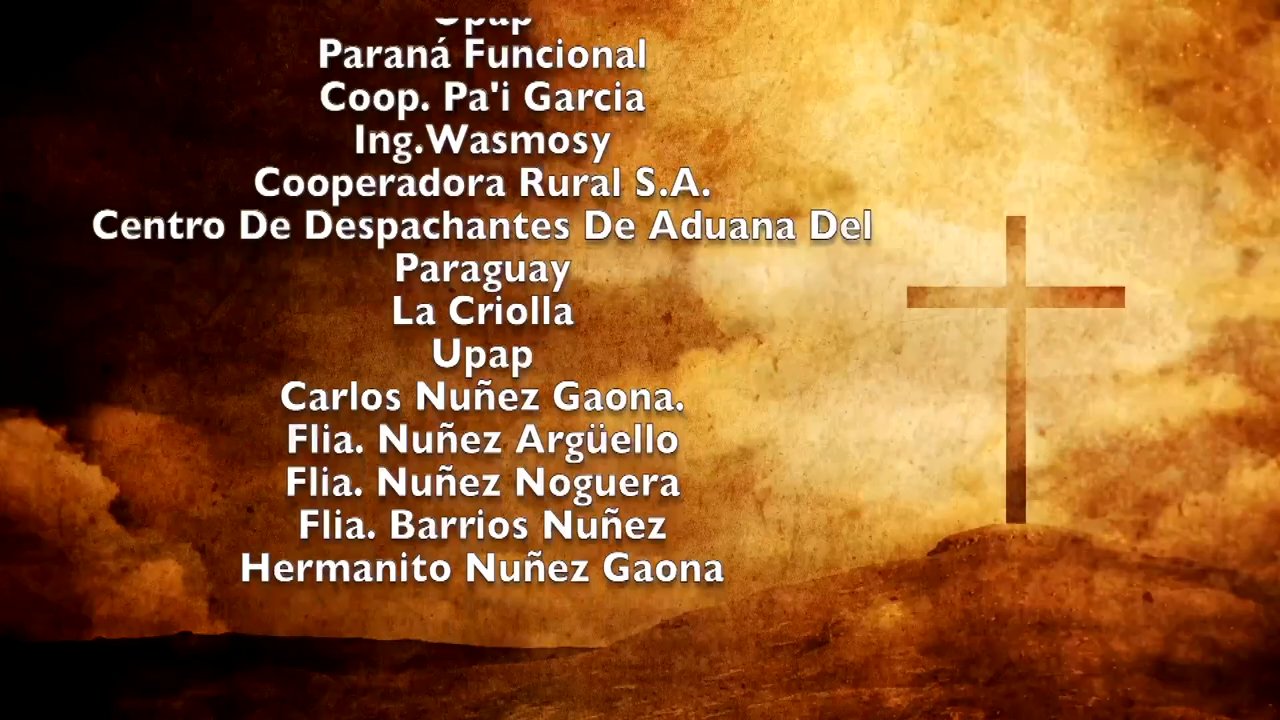 Paraná Funcional
Coop. Pa'i Garcia
Ing.Wasmosy
Cooperadora Rural S.A.
Centro De Despachantes De Aduana Del
Paraguay
La Criolla
Upap
Carlos Nuñez Gaona.
Flia. Nuñez Argüello
Flia. Nuñez Noguera
Flia. Barrios Nuñez
Hermanito Nuñez Gaona